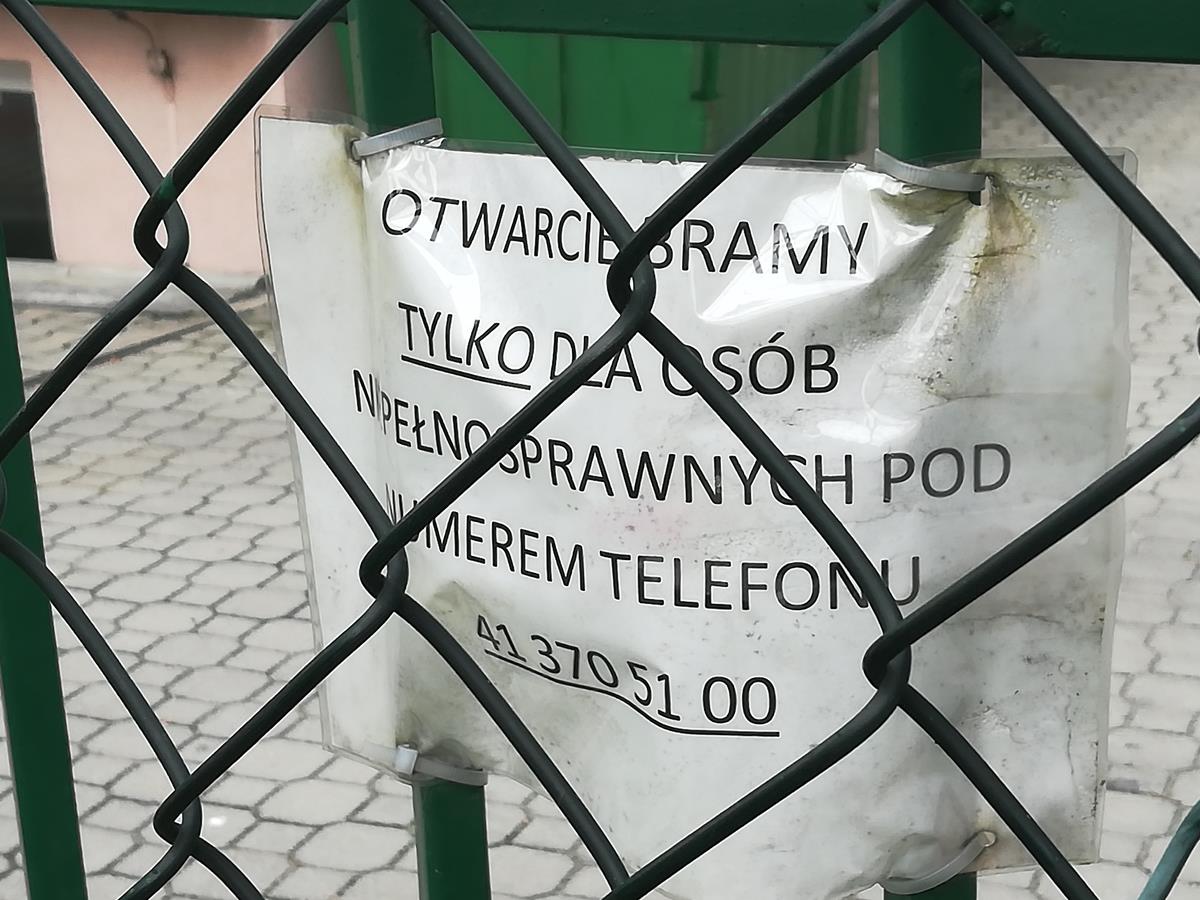 OTWARCIE BRAMY
TYLKO DLA OSÓB
NIEPEŁNOSPRAWNYCH POD
NUMEREM TELEFONU
41 370 51 00